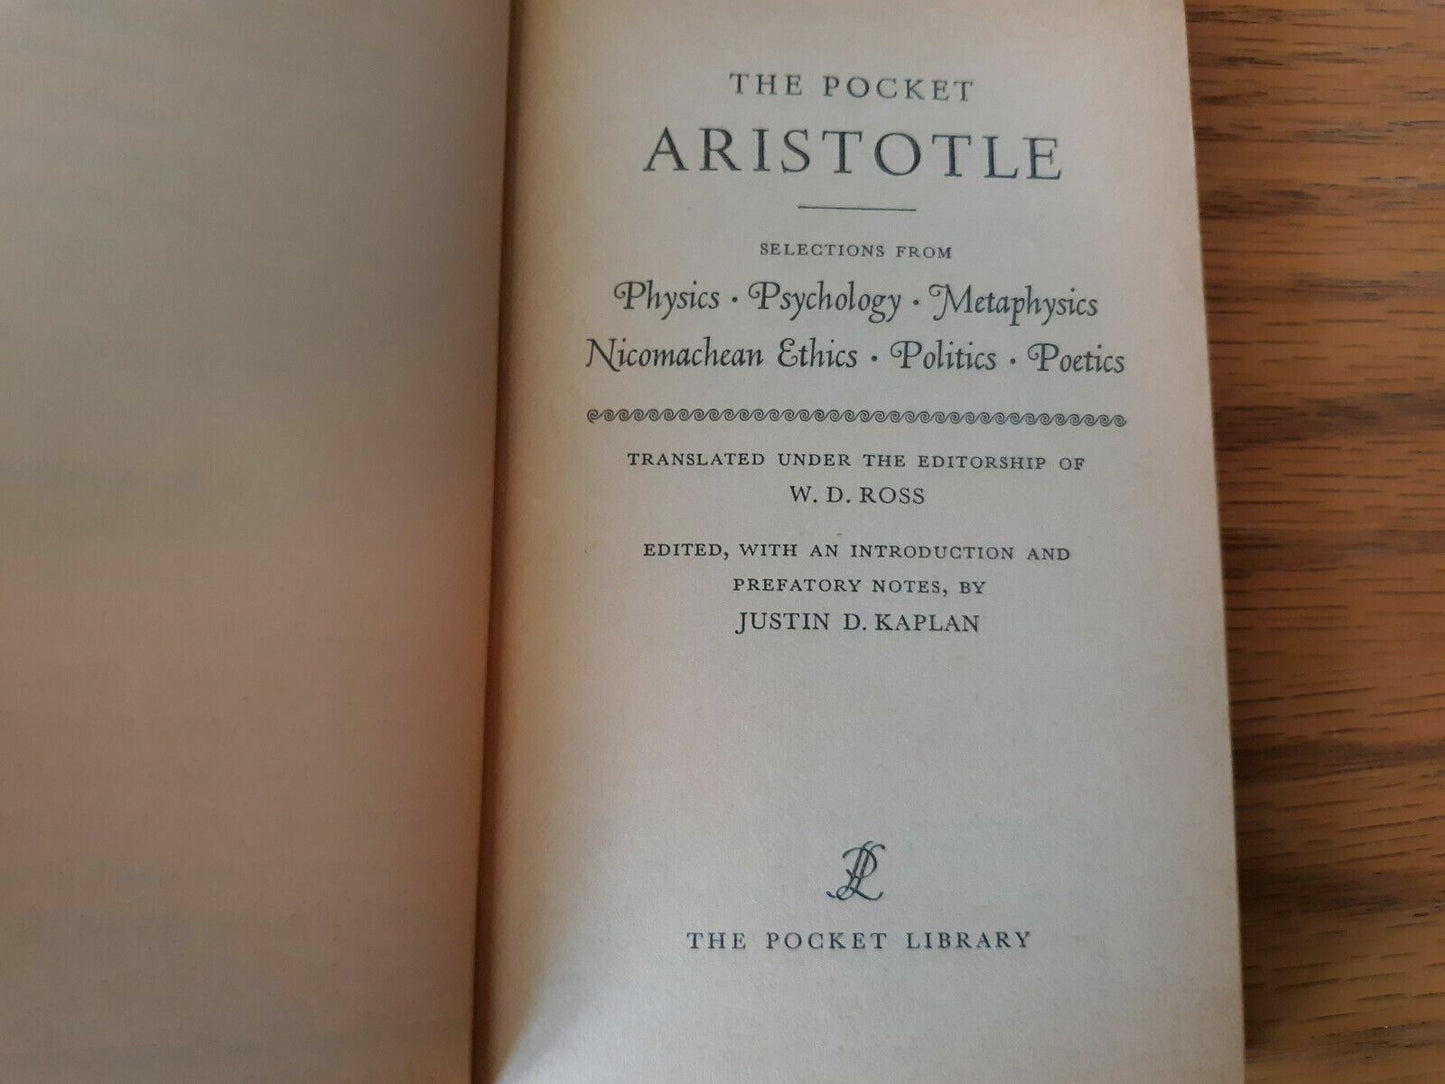 THE POCKET
ARISTOTLE
SELECTIONS FROM
Physics · Psychology · Metaphysics
Nicomachean Ethics · Politics · Poetics
TRANSLATED UNDER THE EDITORSHIP OF
W. D. ROSS
EDITED, WITH AN INTRODUCTION AND
PREFATORY NOTES, BY
JUSTIN D. KAPLAN
PL
THE POCKET LIBRARY